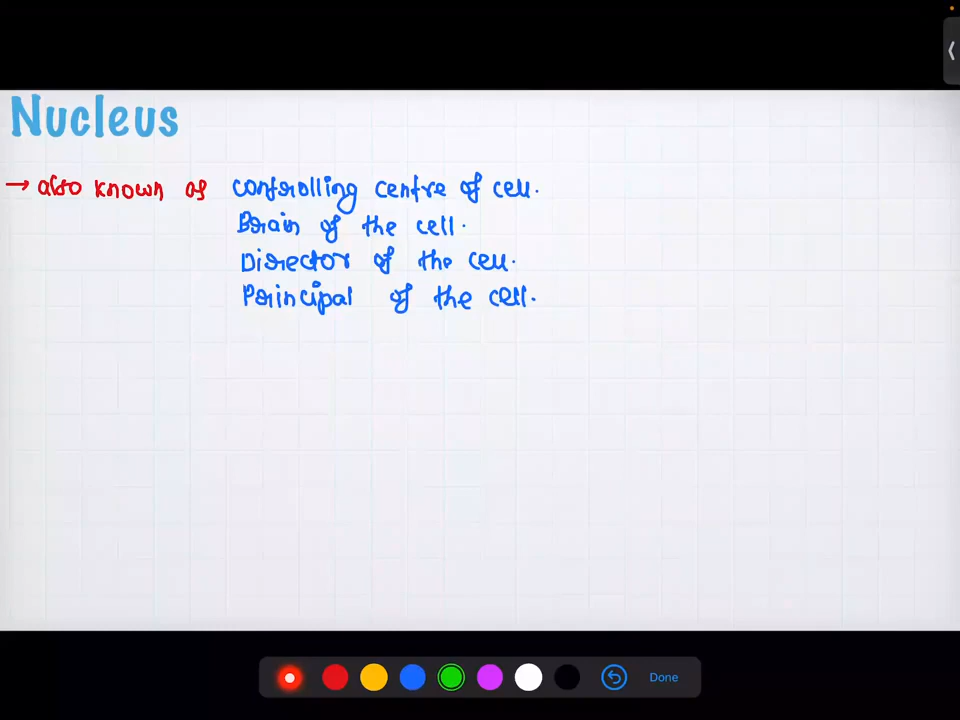 Nucleus
→ also known as controlling centre of cell.
Brain of the cell.
Director of the cell.
Principal of the cell.
Done